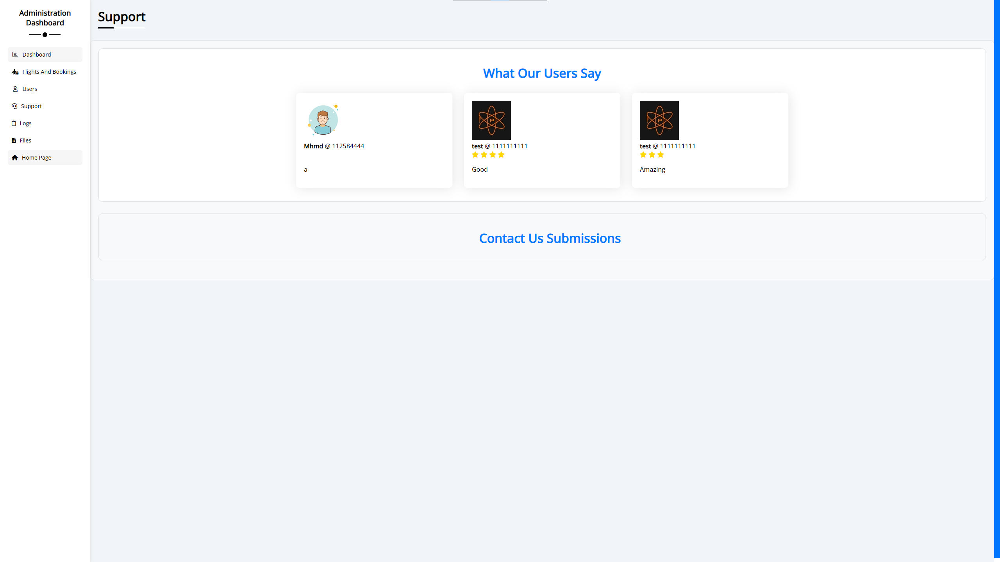 Administration
Dashboard
Dashboard
Flights And Bookings
Users
Support
Logs
Files
Home Page
Support
What Our Users Say
Mhmd @ 112584444
a
P
test @ 1111111111
Good
P
test @ 1111111111
Amazing
Contact Us Submissions